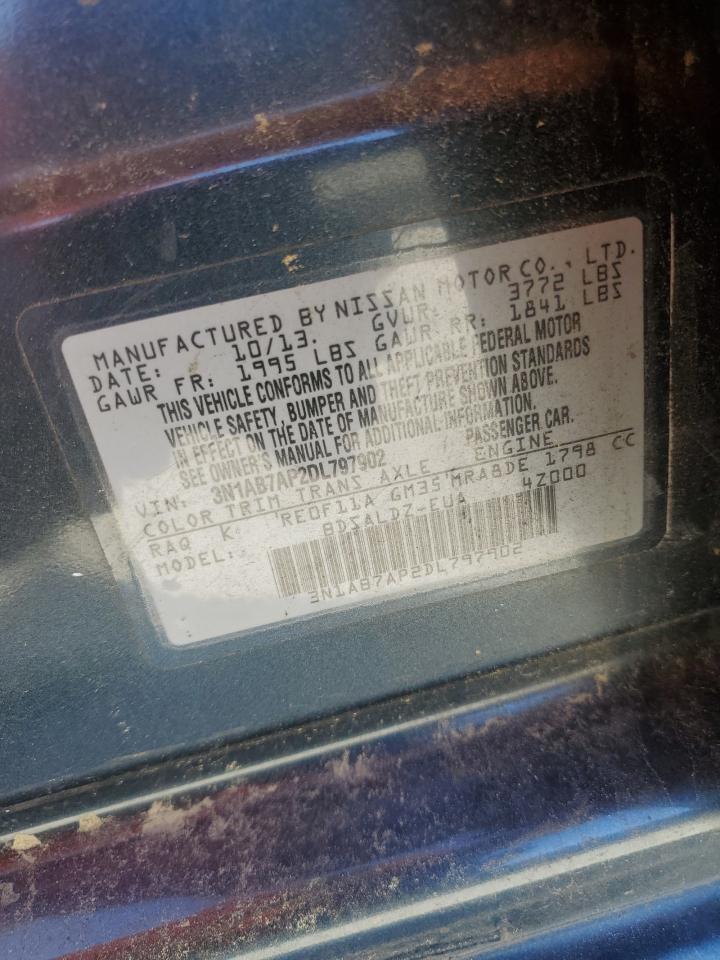 MANUFACTURED BY NISSAN MOTOR CO., LTD.
DATE: 10/13. GVWR: 3772 LBS
GAWR FR: 1995 LBS GAWR RR: 1841 LBS
THIS VEHICLE CONFORMS TO ALL APPLICABLE FEDERAL MOTOR
VEHICLE SAFETY, BUMPER AND THEFT PREVENTION STANDARDS
IN EFFECT ON THE DATE OF MANUFACTURE SHOWN ABOVE.
SEE OWNER'S MANUAL FOR ADDITIONAL INFORMATION.
VIN: 3N1AB7AP2DL797902 PASSENGER CAR.
COLOR TRIM TRANS AXLE ENGINE
RAQ K RE0F11A GM35 MRA8DE 1798 CC
MODEL: BDSALDZ-EUA 4Z000
3N1AB7AP2DL797902